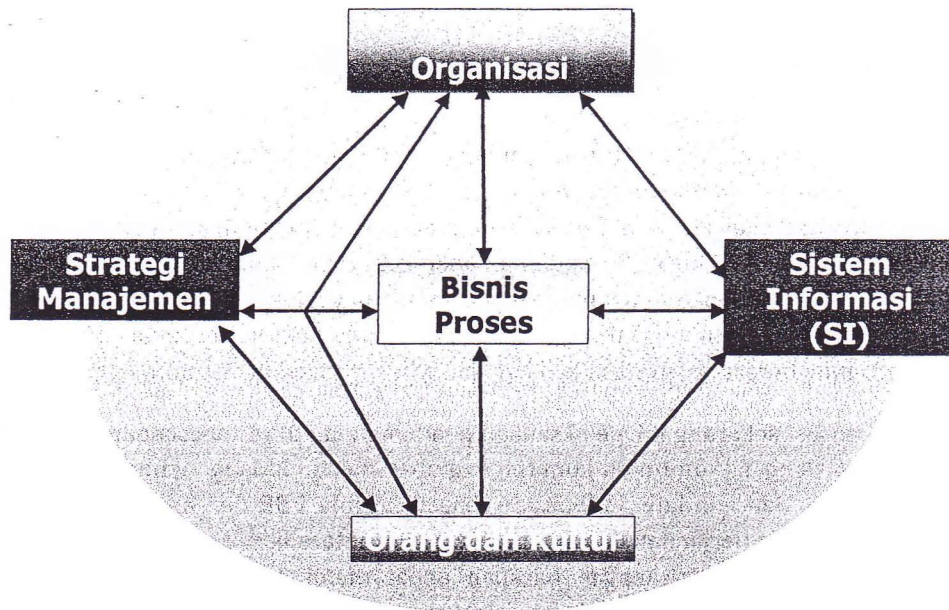 Organisasi
Strategi
Manajemen
Bisnis
Proses
Sistem
Informasi
(SI)
Orang dan Kultur